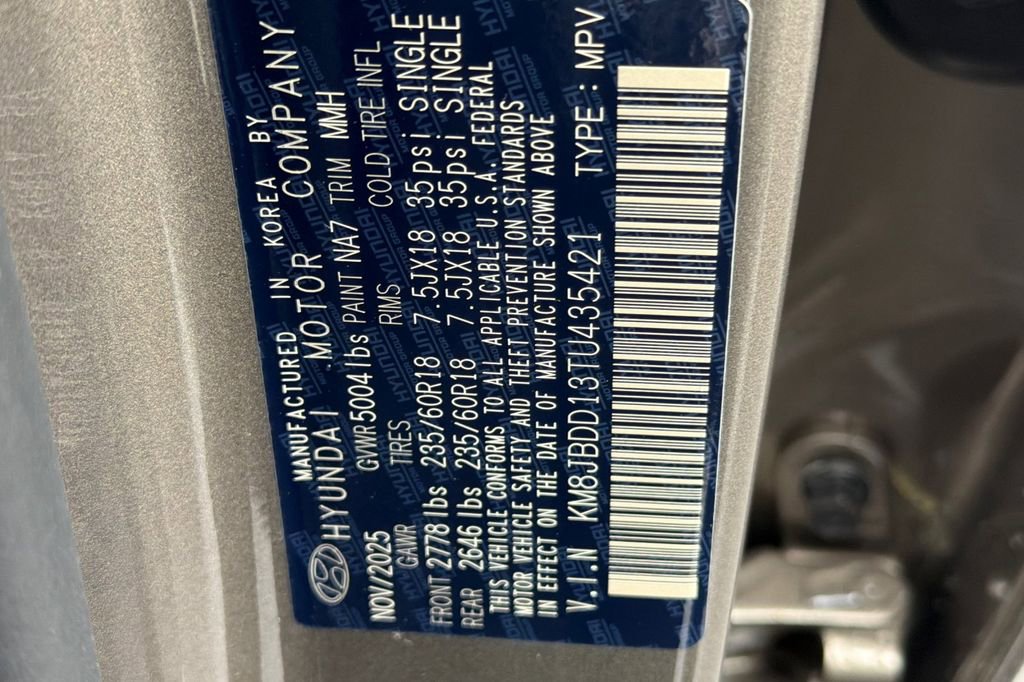 MANUFACTURED IN KOREA BY
HYUNDAI MOTOR COMPANY
NOV/2025 GVWR 5004 lbs PAINT NA7 TRIM MMH
GAWR TIRES RIMS COLD TIRE INFL
FRONT 2778 lbs 235/60R18 7.5JX18 35psi SINGLE
REAR 2646 lbs 235/60R18 7.5JX18 35psi SINGLE
THIS VEHICLE CONFORMS TO ALL APPLICABLE U.S.A. FEDERAL
MOTOR VEHICLE SAFETY AND THEFT PREVENTION STANDARDS
IN EFFECT ON THE DATE OF MANUFACTURE SHOWN ABOVE
V.I.N KM8JBDD13TU435421 TYPE : MPV